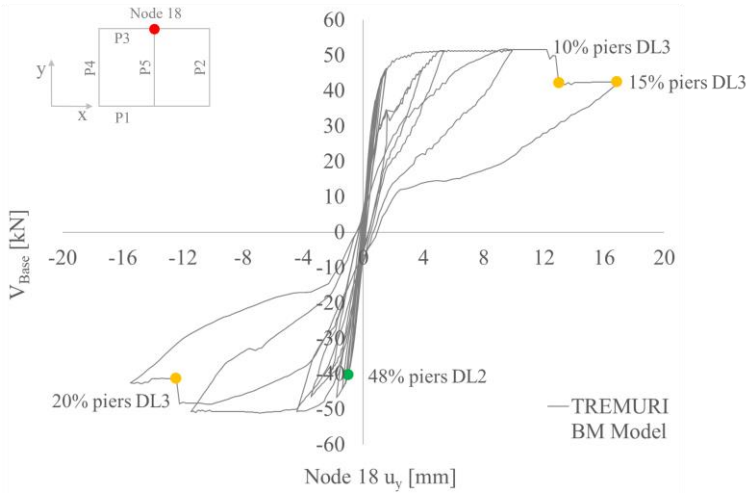 Node 18
P3
P4
P5
P2
P1
y
x
60
50
40
30
20
10
0
-10
-20
-30
-40
-50
-60
-20
-16
-12
-8
-4
0
4
8
12
16
20
10% piers DL3
15% piers DL3
20% piers DL3
48% piers DL2
V_Base [kN]
Node 18 u_y [mm]
TREMURI
BM Model